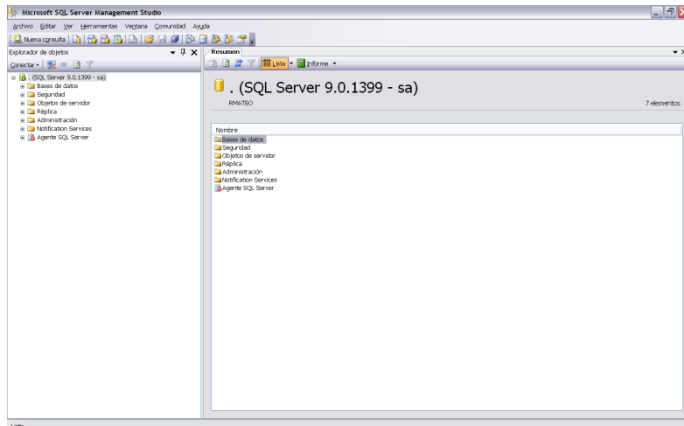 Microsoft SQL Server Management Studio
Archivo Editar Ver Herramientas Ventana Comunidad Ayuda
Nueva consulta
Explorador de objetos
Conectar
. (SQL Server 9.0.1399 - sa)
Bases de datos
Seguridad
Objetos de servidor
Réplica
Administración
Notification Services
Agente SQL Server
Resumen
Lista Informe
. (SQL Server 9.0.1399 - sa)
RMATEO
7 elementos
Nombre
Bases de datos
Seguridad
Objetos de servidor
Réplica
Administración
Notification Services
Agente SQL Server